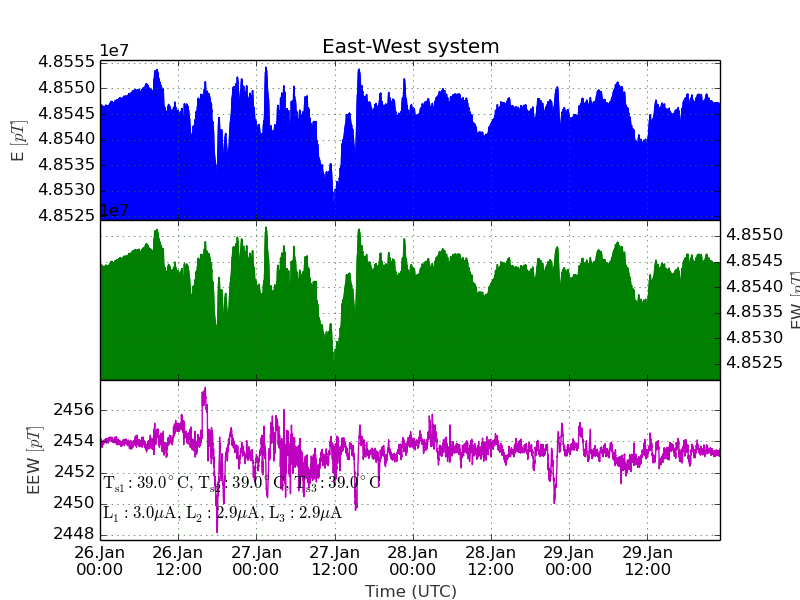 East-West system
1e7
4.8555
4.8550
4.8545
4.8540
4.8535
4.8530
4.8525
E [pT]
1e7
4.8550
4.8545
4.8540
4.8535
4.8530
4.8525
EW [pT]
2456
2454
2452
2450
2448
EEW [pT]
T_s1 : 39.0°C, T_s2 : 39.0°C, T_s3 : 39.0°C
L_1 : 3.0μA, L_2 : 2.9μA, L_3 : 2.9μA
26.Jan 26.Jan 27.Jan 27.Jan 28.Jan 28.Jan 29.Jan 29.Jan
00:00 12:00 00:00 12:00 00:00 12:00 00:00 12:00
Time (UTC)